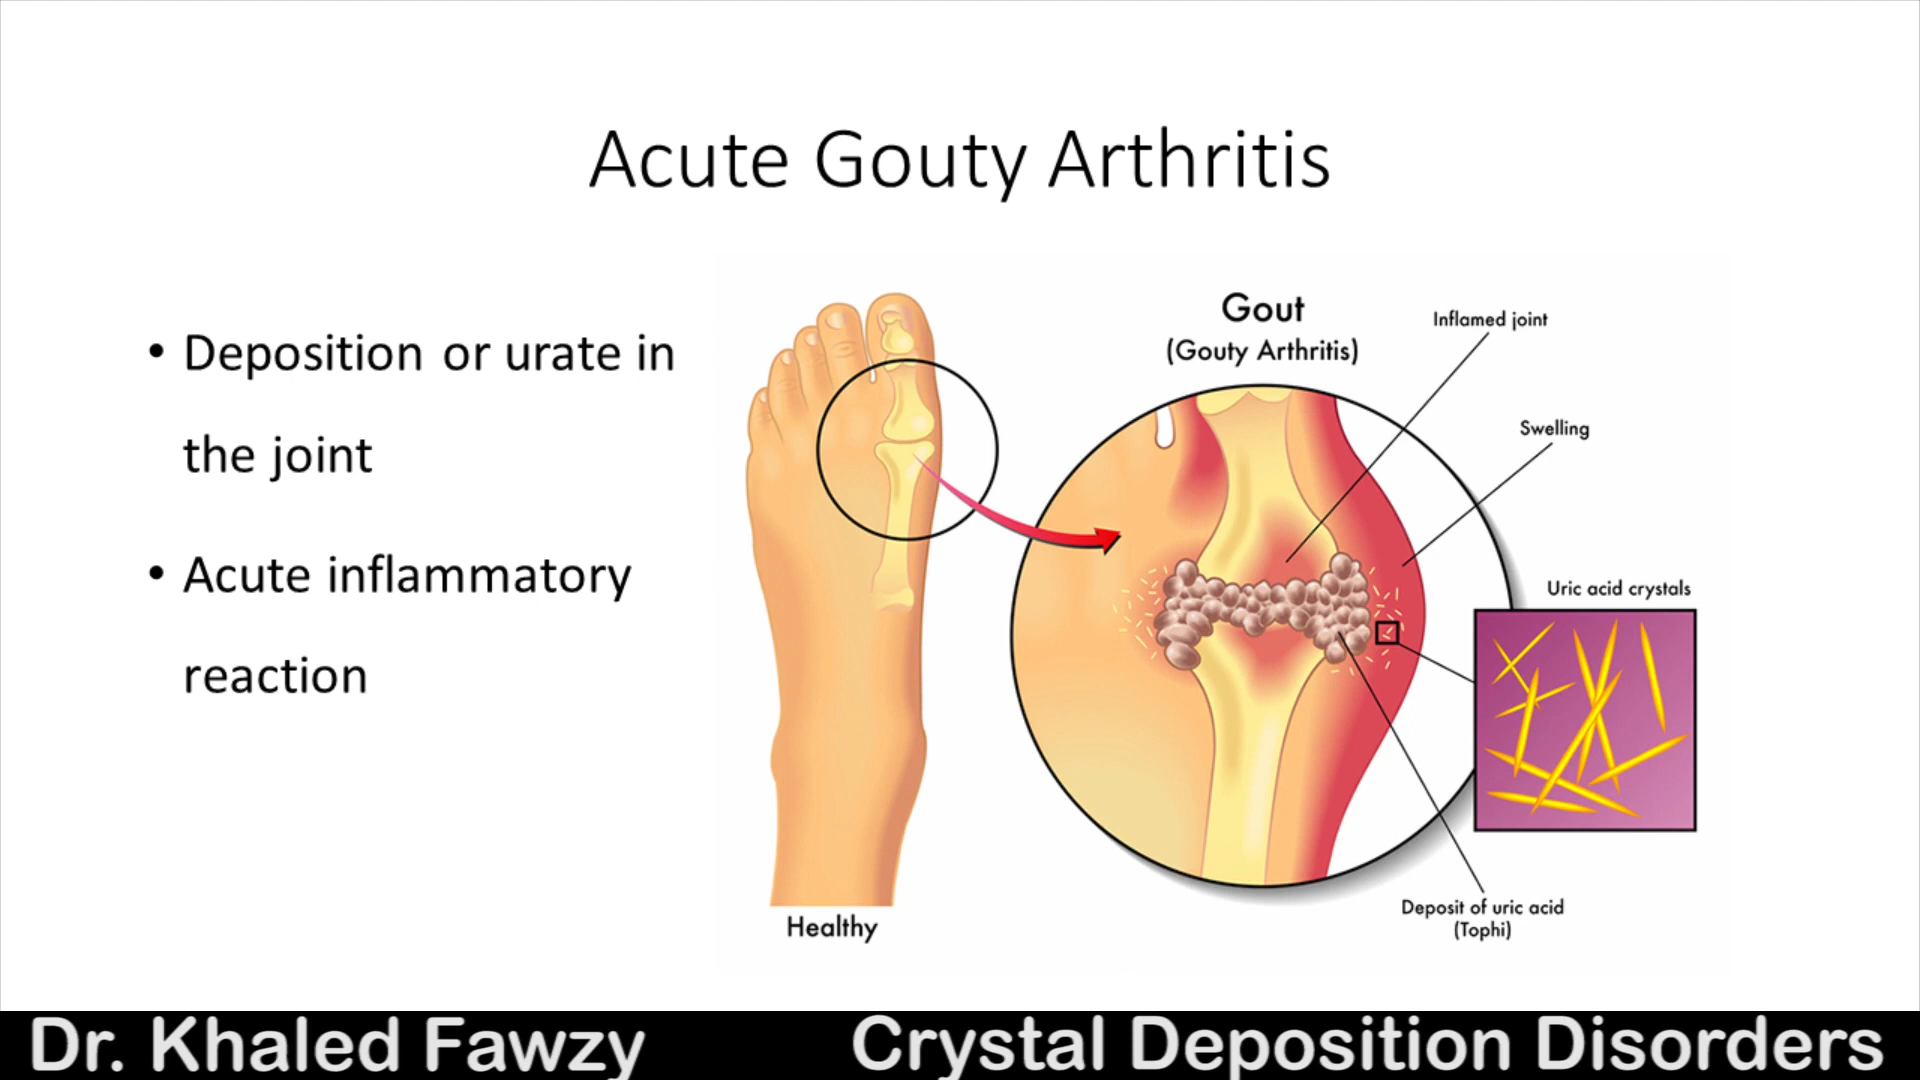 Acute Gouty Arthritis
• Deposition or urate in
the joint
• Acute inflammatory
reaction
Gout
(Gouty Arthritis)
Inflamed joint
Swelling
Uric acid crystals
Deposit of uric acid
(Tophi)
Healthy
Dr. Khaled Fawzy
Crystal Deposition Disorders